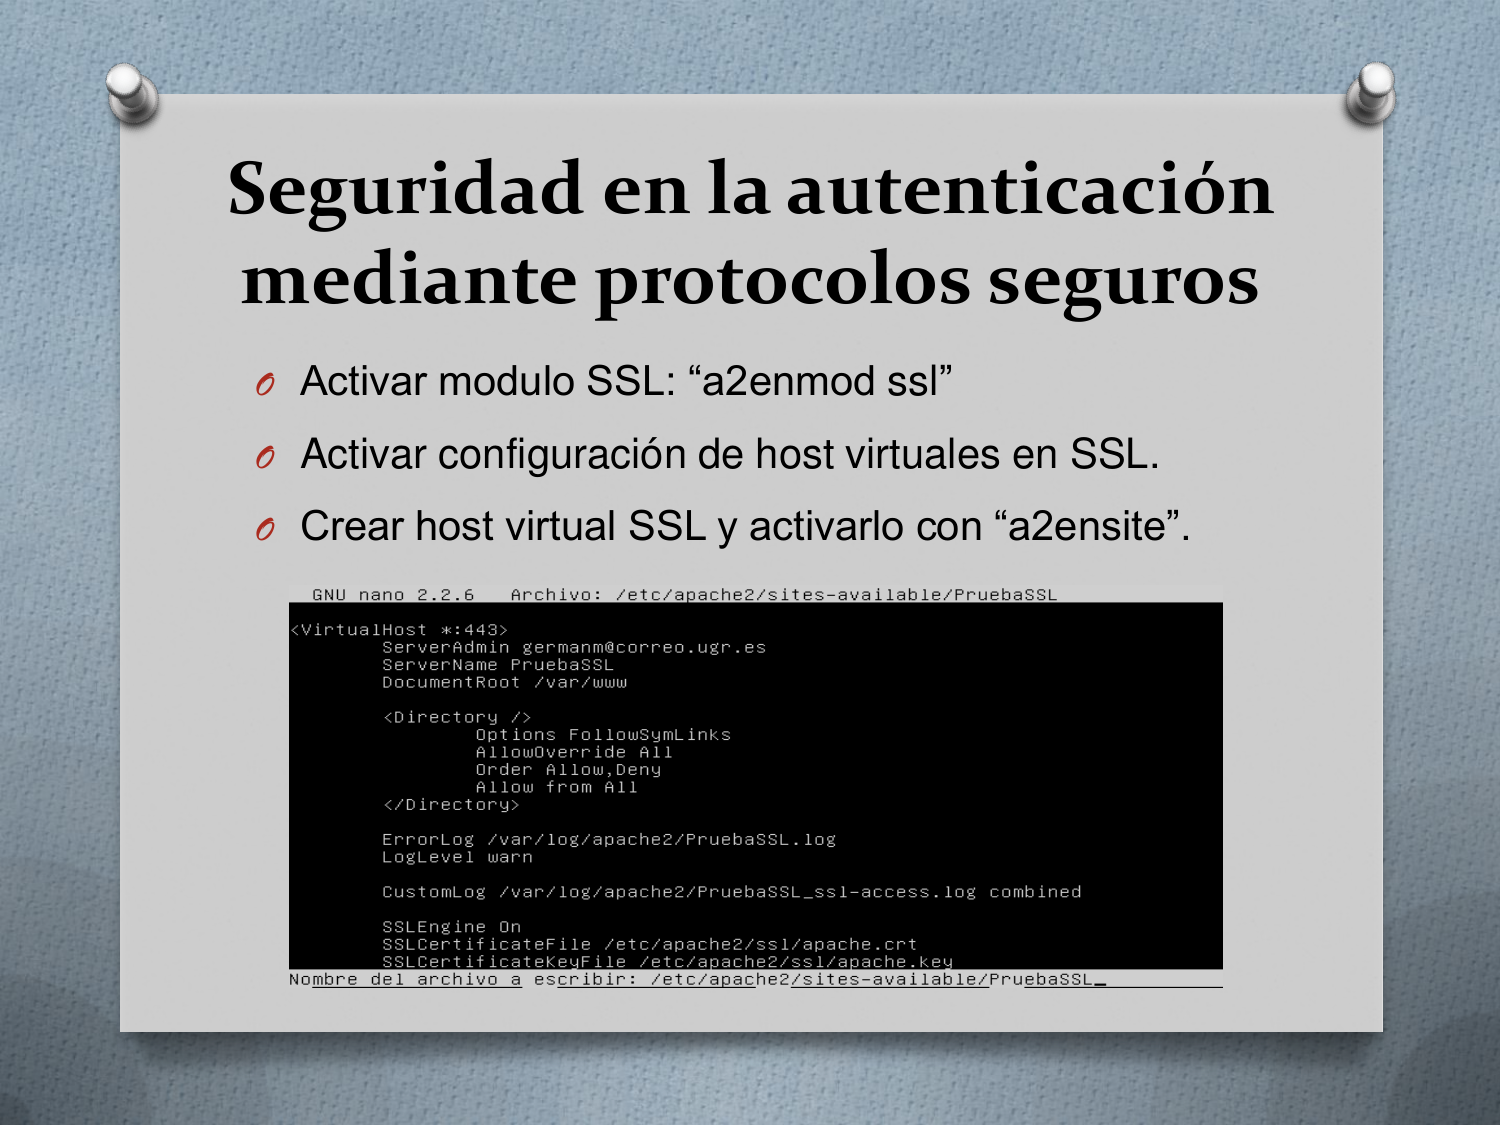 Seguridad en la autenticación
mediante protocolos seguros
Activar modulo SSL: “a2enmod ssl”
Activar configuración de host virtuales en SSL.
Crear host virtual SSL y activarlo con “a2ensite”.
GNU nano 2.2.6 Archivo: /etc/apache2/sites-available/PruebaSSL
<VirtualHost *:443>
ServerAdmin germanm@correo.ugr.es
ServerName PruebaSSL
DocumentRoot /var/www
<Directory />
Options FollowSymLinks
AllowOverride All
Order Allow,Deny
Allow from All
</Directory>
ErrorLog /var/log/apache2/PruebaSSL.log
LogLevel warn
CustomLog /var/log/apache2/PruebaSSL_ssl-access.log combined
SSLEngine On
SSLCertificateFile /etc/apache2/ssl/apache.crt
SSLCertificateKeyFile /etc/apache2/ssl/apache.key
Nombre del archivo a escribir: /etc/apache2/sites-available/PruebaSSL_